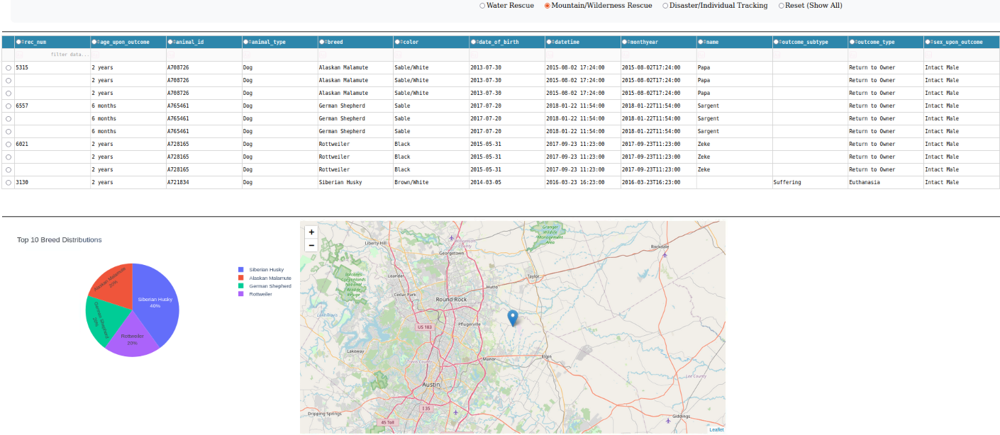 Water Rescue Mountain/Wilderness Rescue Disaster/Individual Tracking Reset (Show All)
rec_num age_upon_outcome animal_id animal_type breed color date_of_birth datetime monthyear name outcome_subtype outcome_type sex_upon_outcome
filter data...
5315 2 years A708726 Dog Alaskan Malamute Sable/White 2013-07-30 2015-08-02 17:24:00 2015-08-02T17:24:00 Papa Return to Owner Intact Male
2 years A708726 Dog Alaskan Malamute Sable/White 2013-07-30 2015-08-02 17:24:00 2015-08-02T17:24:00 Papa Return to Owner Intact Male
2 years A708726 Dog Alaskan Malamute Sable/White 2013-07-30 2015-08-02 17:24:00 2015-08-02T17:24:00 Papa Return to Owner Intact Male
6557 6 months A765461 Dog German Shepherd Sable 2017-07-20 2018-01-22 11:54:00 2018-01-22T11:54:00 Sargent Return to Owner Intact Male
6 months A765461 Dog German Shepherd Sable 2017-07-20 2018-01-22 11:54:00 2018-01-22T11:54:00 Sargent Return to Owner Intact Male
6 months A765461 Dog German Shepherd Sable 2017-07-20 2018-01-22 11:54:00 2018-01-22T11:54:00 Sargent Return to Owner Intact Male
6021 2 years A728165 Dog Rottweiler Black 2015-05-31 2017-09-23 11:23:00 2017-09-23T11:23:00 Zeke Return to Owner Intact Male
2 years A728165 Dog Rottweiler Black 2015-05-31 2017-09-23 11:23:00 2017-09-23T11:23:00 Zeke Return to Owner Intact Male
2 years A728165 Dog Rottweiler Black 2015-05-31 2017-09-23 11:23:00 2017-09-23T11:23:00 Zeke Return to Owner Intact Male
3130 2 years A721834 Dog Siberian Husky Brown/White 2014-03-05 2016-03-23 16:23:00 2016-03-23T16:23:00 Suffering Euthanasia Intact Male
Top 10 Breed Distributions
Siberian Husky
40%
Alaskan Malamute
20%
German Shepherd
20%
Rottweiler
20%
Siberian Husky
Alaskan Malamute
German Shepherd
Rottweiler
+
−
Granger
Wildlife
Management
Area
Liberty Hill
Williamson
County
Georgetown
Rockdale
Leander
Balcones
Canyonlands
National
Wildlife
Refuge
Taylor
Hutto
Cedar Park
Round Rock
Lake Travis
US 183
Pflugerville
Lakeway
Travis County
Manor
Elgin
Lee County
Austin
I 35
Dripping Springs
45 Toll
Giddings
Leaflet